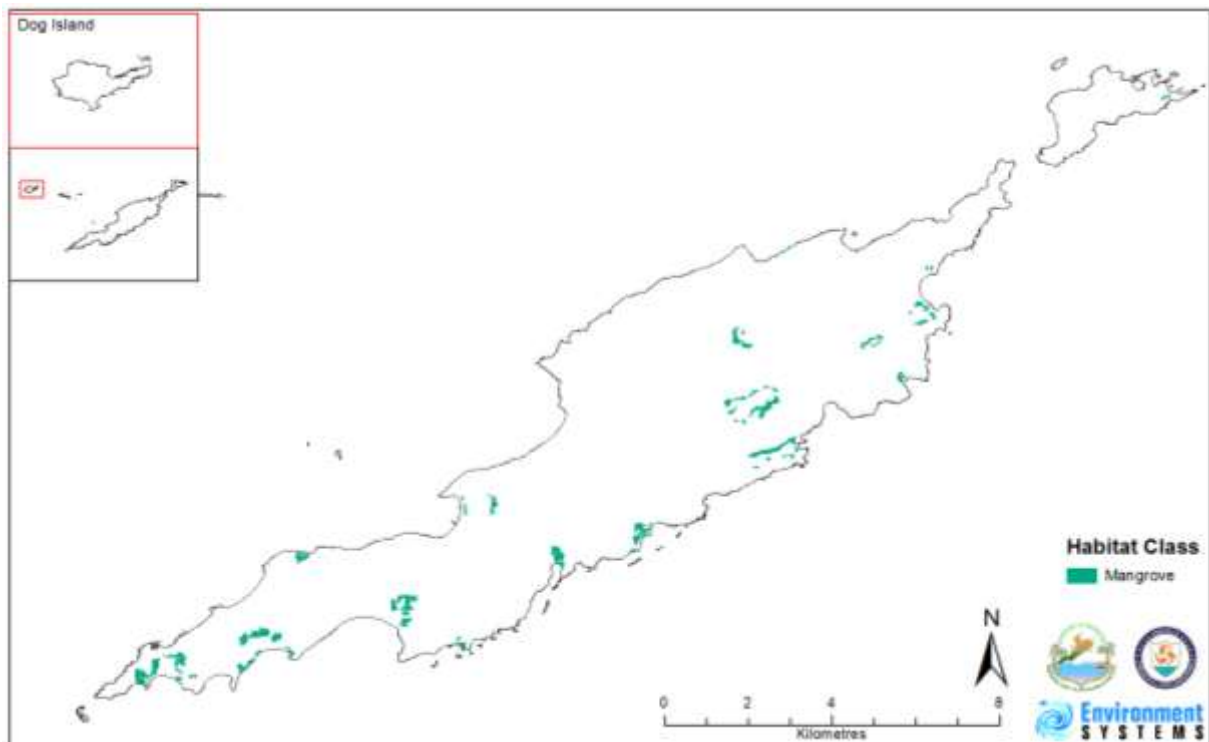 Dog Island
Habitat Class
Mangrove
N
0 2 4 8
Kilometres
Environment
SYSTEMS